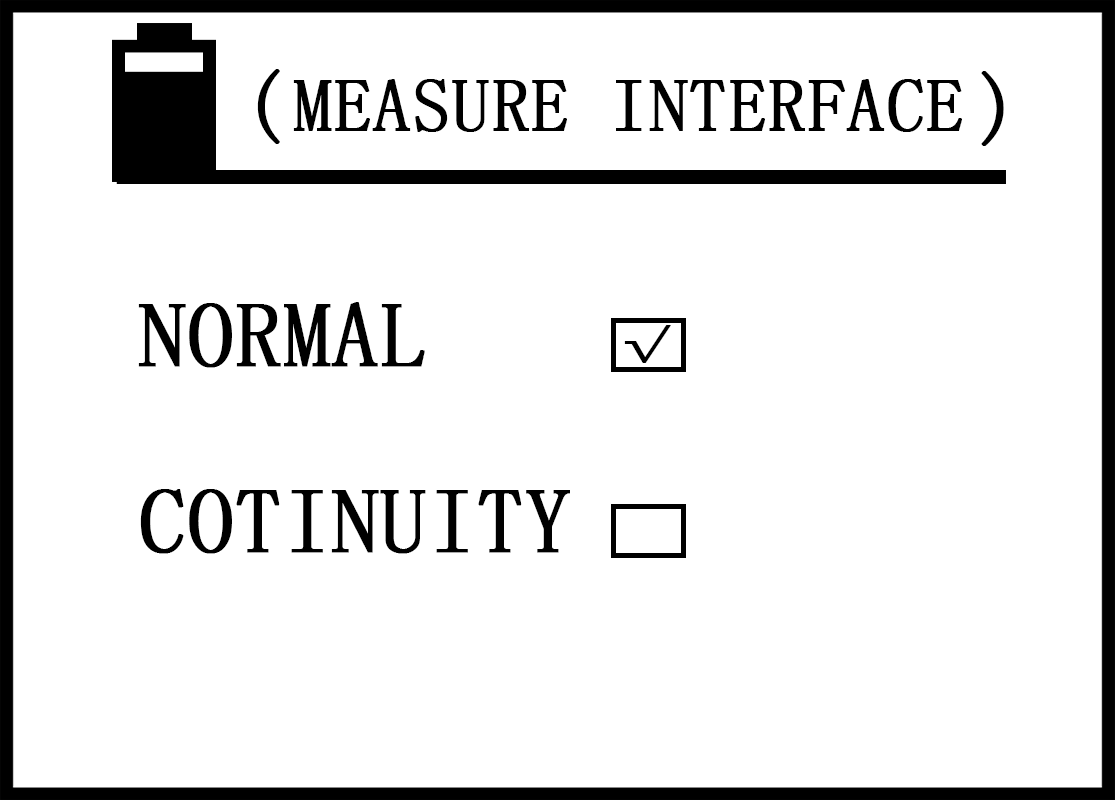 (MEASURE INTERFACE)
NORMAL ☑
COTINUITY ☐